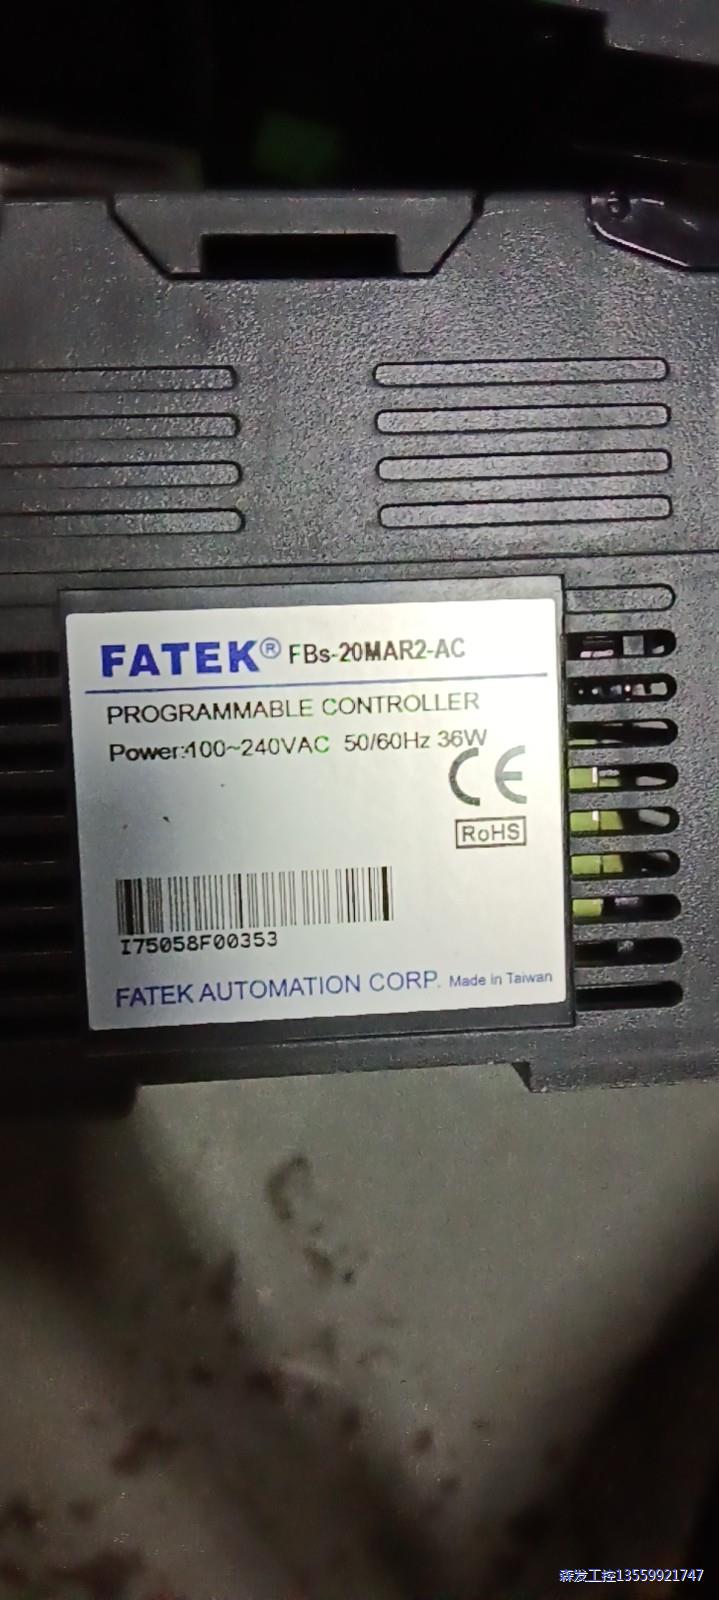 FATEK® FBs-20MAR2-AC
PROGRAMMABLE CONTROLLER
Power:100~240VAC 50/60Hz 36W
CE
RoHS
I75058F00353
FATEK AUTOMATION CORP. Made in Taiwan
森发工控13559921747